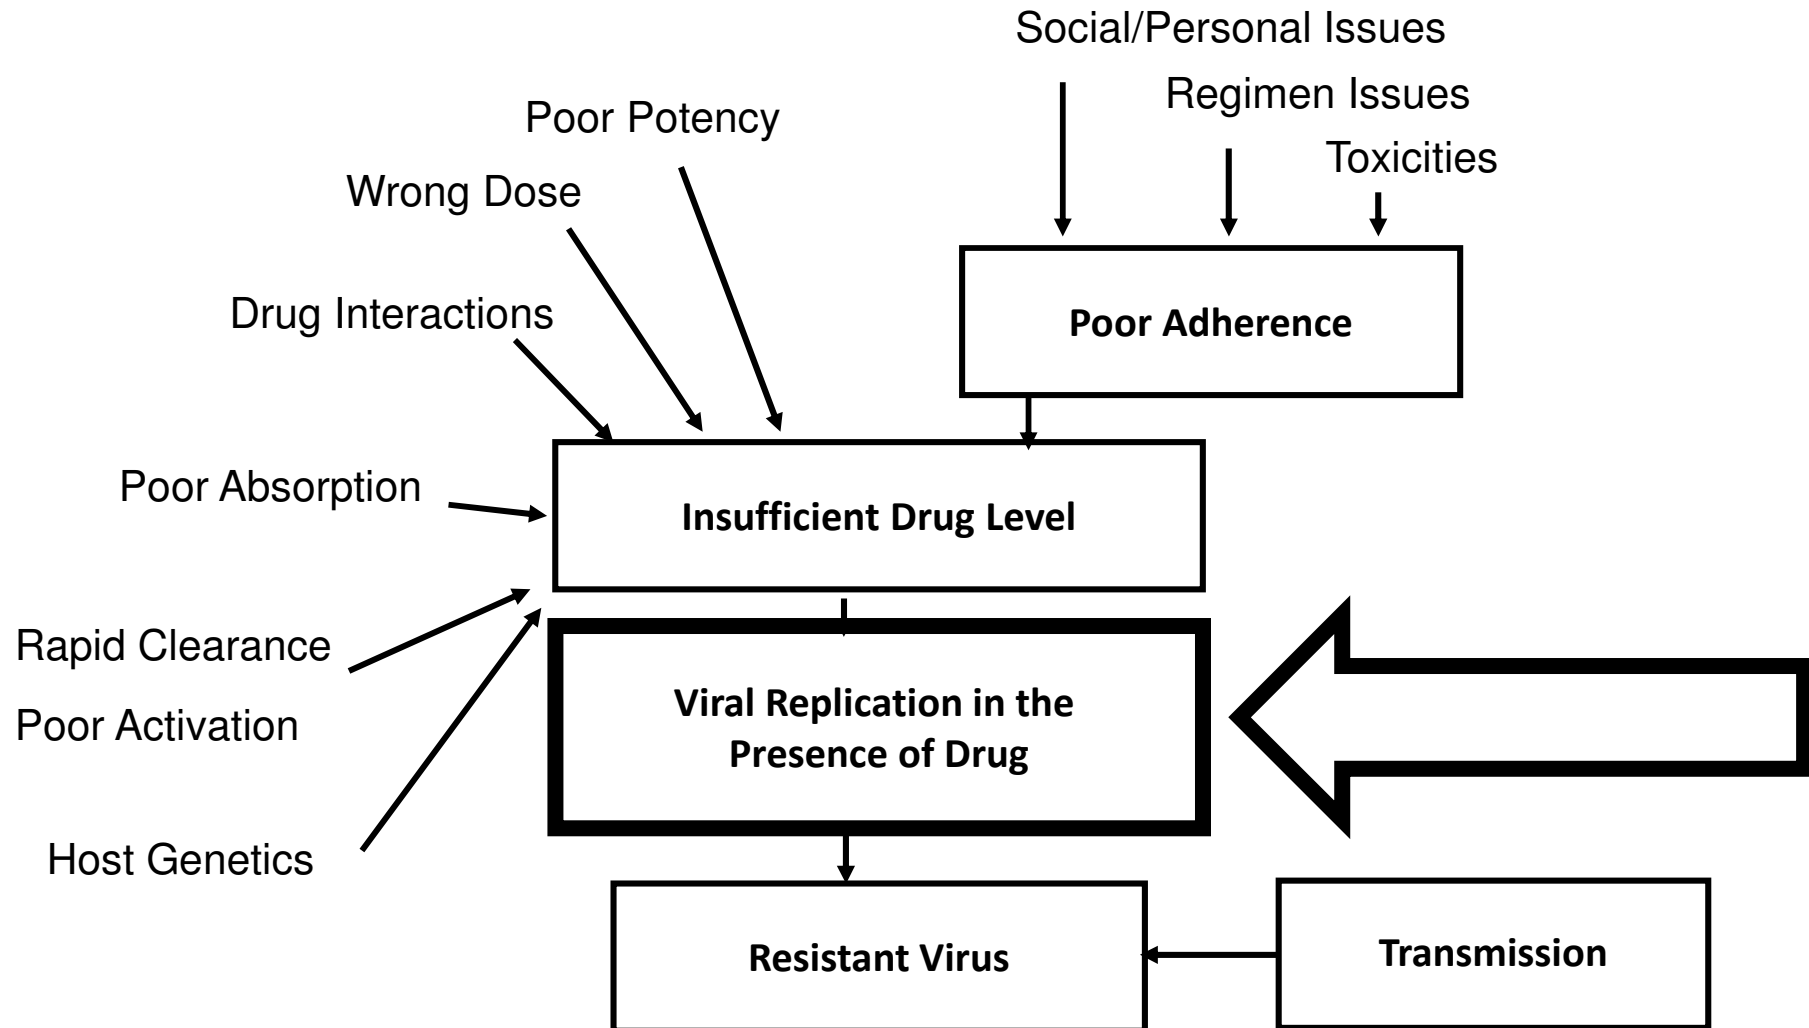 Social/Personal Issues
Regimen Issues
Poor Potency
Toxicities
Wrong Dose
Drug Interactions
Poor Adherence
Poor Absorption
Insufficient Drug Level
Rapid Clearance
Viral Replication in the
Presence of Drug
Poor Activation
Host Genetics
Resistant Virus
Transmission